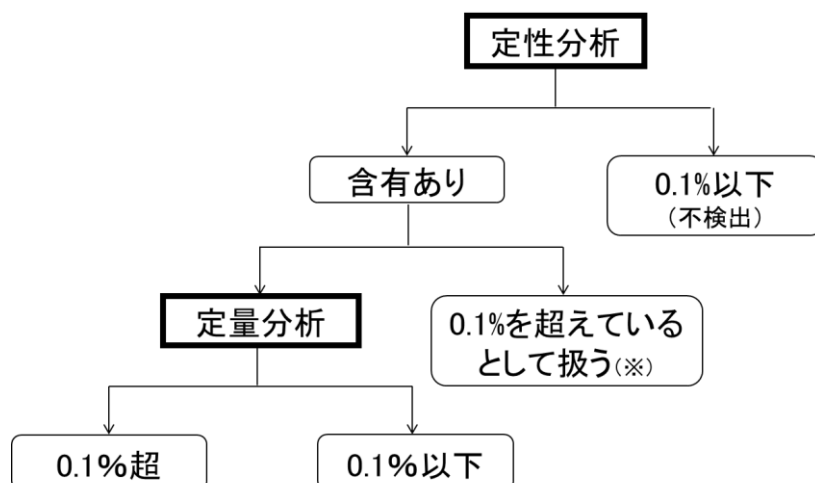 定性分析
含有あり
0.1%以下
（不検出）
定量分析
0.1%を超えている
として扱う(※)
0.1%超
0.1%以下